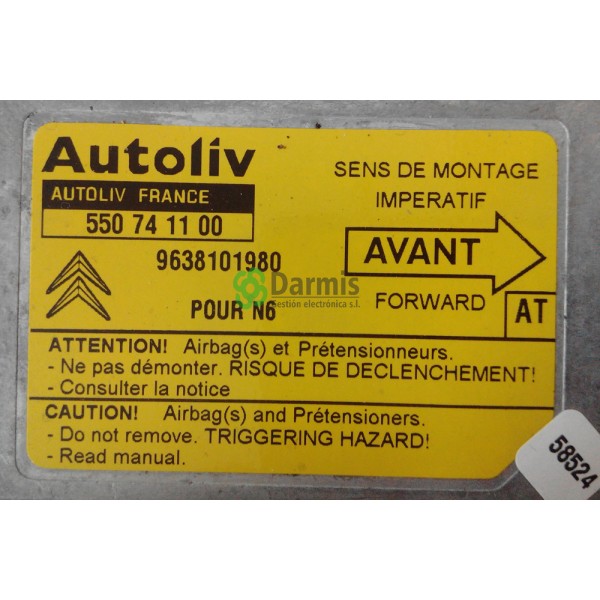 Autoliv
AUTOLIV FRANCE
550 74 11 00
9638101980
POUR N6
SENS DE MONTAGE
IMPERATIF
AVANT
FORWARD
AT
Darmis
Gestión electrónica s.l.
ATTENTION! Airbag(s) et Prétensionneurs.
- Ne pas démonter. RISQUE DE DECLENCHEMENT!
- Consulter la notice
CAUTION! Airbag(s) and Prétensioners.
- Do not remove. TRIGGERING HAZARD!
- Read manual.
58524